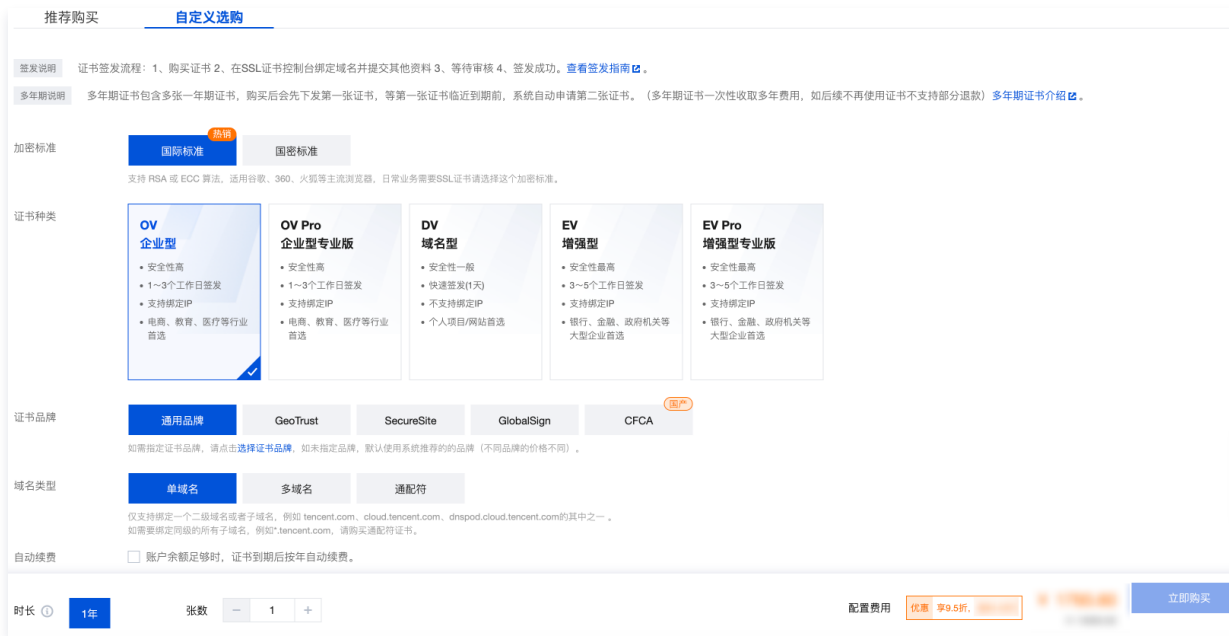 推荐购买
自定义选购
签发说明 证书签发流程：1、购买证书 2、在SSL证书控制台绑定域名并提交其他资料 3、等待审核 4、签发成功。查看签发指南。
多年期说明 多年期证书包含多张一年期证书，购买后会先下发第一张证书，等第一张证书临近到期前，系统自动申请第二张证书。（多年期证书一次性收取多年费用，如后续不再使用证书不支持部分退款）多年期证书介绍。
加密标准
热销
国际标准
国密标准
支持 RSA 或 ECC 算法，适用谷歌、360、火狐等主流浏览器，日常业务需要SSL证书请选择这个加密标准。
证书种类
OV
企业型
• 安全性高
• 1～3个工作日签发
• 支持绑定IP
• 电商、教育、医疗等行业
首选
OV Pro
企业型专业版
• 安全性高
• 1～3个工作日签发
• 支持绑定IP
• 电商、教育、医疗等行业
首选
DV
域名型
• 安全性一般
• 快速签发(1天)
• 不支持绑定IP
• 个人项目/网站首选
EV
增强型
• 安全性最高
• 3～5个工作日签发
• 支持绑定IP
• 银行、金融、政府机关等
大型企业首选
EV Pro
增强型专业版
• 安全性最高
• 3～5个工作日签发
• 支持绑定IP
• 银行、金融、政府机关等
大型企业首选
证书品牌
通用品牌
GeoTrust
SecureSite
GlobalSign
国产
CFCA
如需指定证书品牌，请点击选择证书品牌，如未指定品牌，默认使用系统推荐的的品牌（不同品牌的价格不同）。
域名类型
单域名
多域名
通配符
仅支持绑定一个二级域名或者子域名，例如 tencent.com、cloud.tencent.com、dnspod.cloud.tencent.com的其中之一 。
如需要绑定同级的所有子域名，例如*.tencent.com，请购买通配符证书。
自动续费
账户余额足够时，证书到期后按年自动续费。
时长
1年
张数
− 1 +
配置费用
优惠 享9.5折，
立即购买